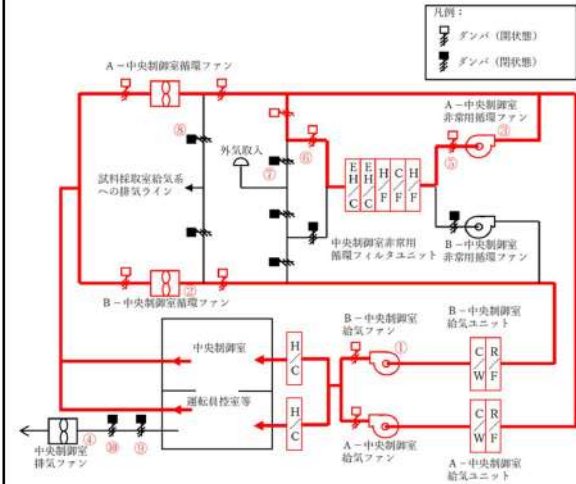 凡例：
ダンパ（開状態）
ダンパ（閉状態）
A－中央制御室循環ファン
A－中央制御室
非常用循環ファン
③
⑧
外気取入
⑥
⑤
⑦
試料採取室給気系
への排気ライン
EH/C
EH/C
H/F
C/F
H/F
中央制御室非常用
循環フィルタユニット
B－中央制御室
非常用循環ファン
②
B－中央制御室循環ファン
B－中央制御室
給気ファン
①
B－中央制御室
給気ユニット
中央制御室
H/C
C/W
R/F
運転員控室等
H/C
C/W
R/F
④
⑩
⑨
中央制御室
排気ファン
A－中央制御室
給気ファン
A－中央制御室
給気ユニット